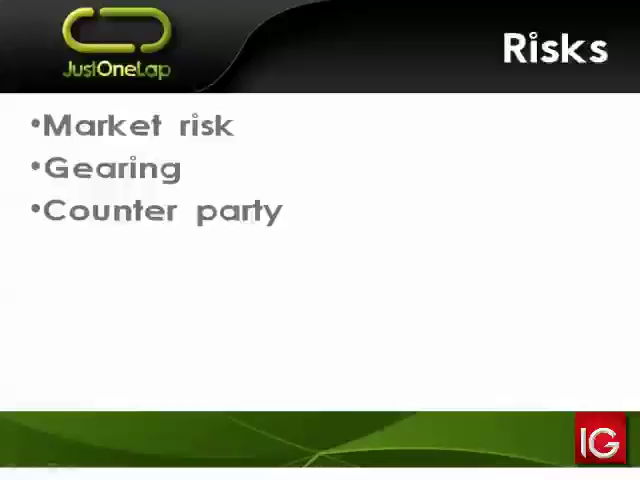 JustOneLap
Risks
•Market risk
•Gearing
•Counter party
IG